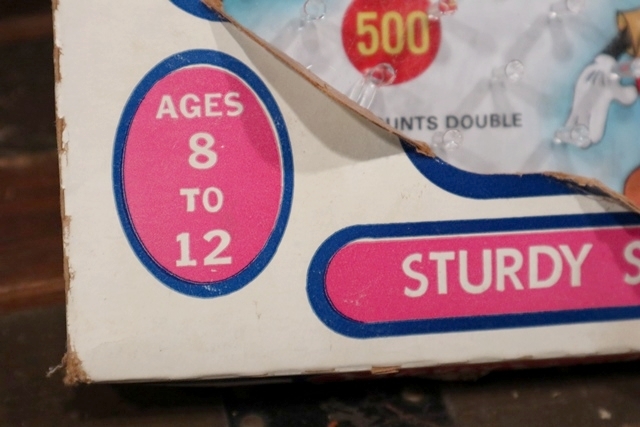 500
UNTS DOUBLE
AGES
8
TO
12
STURDY S